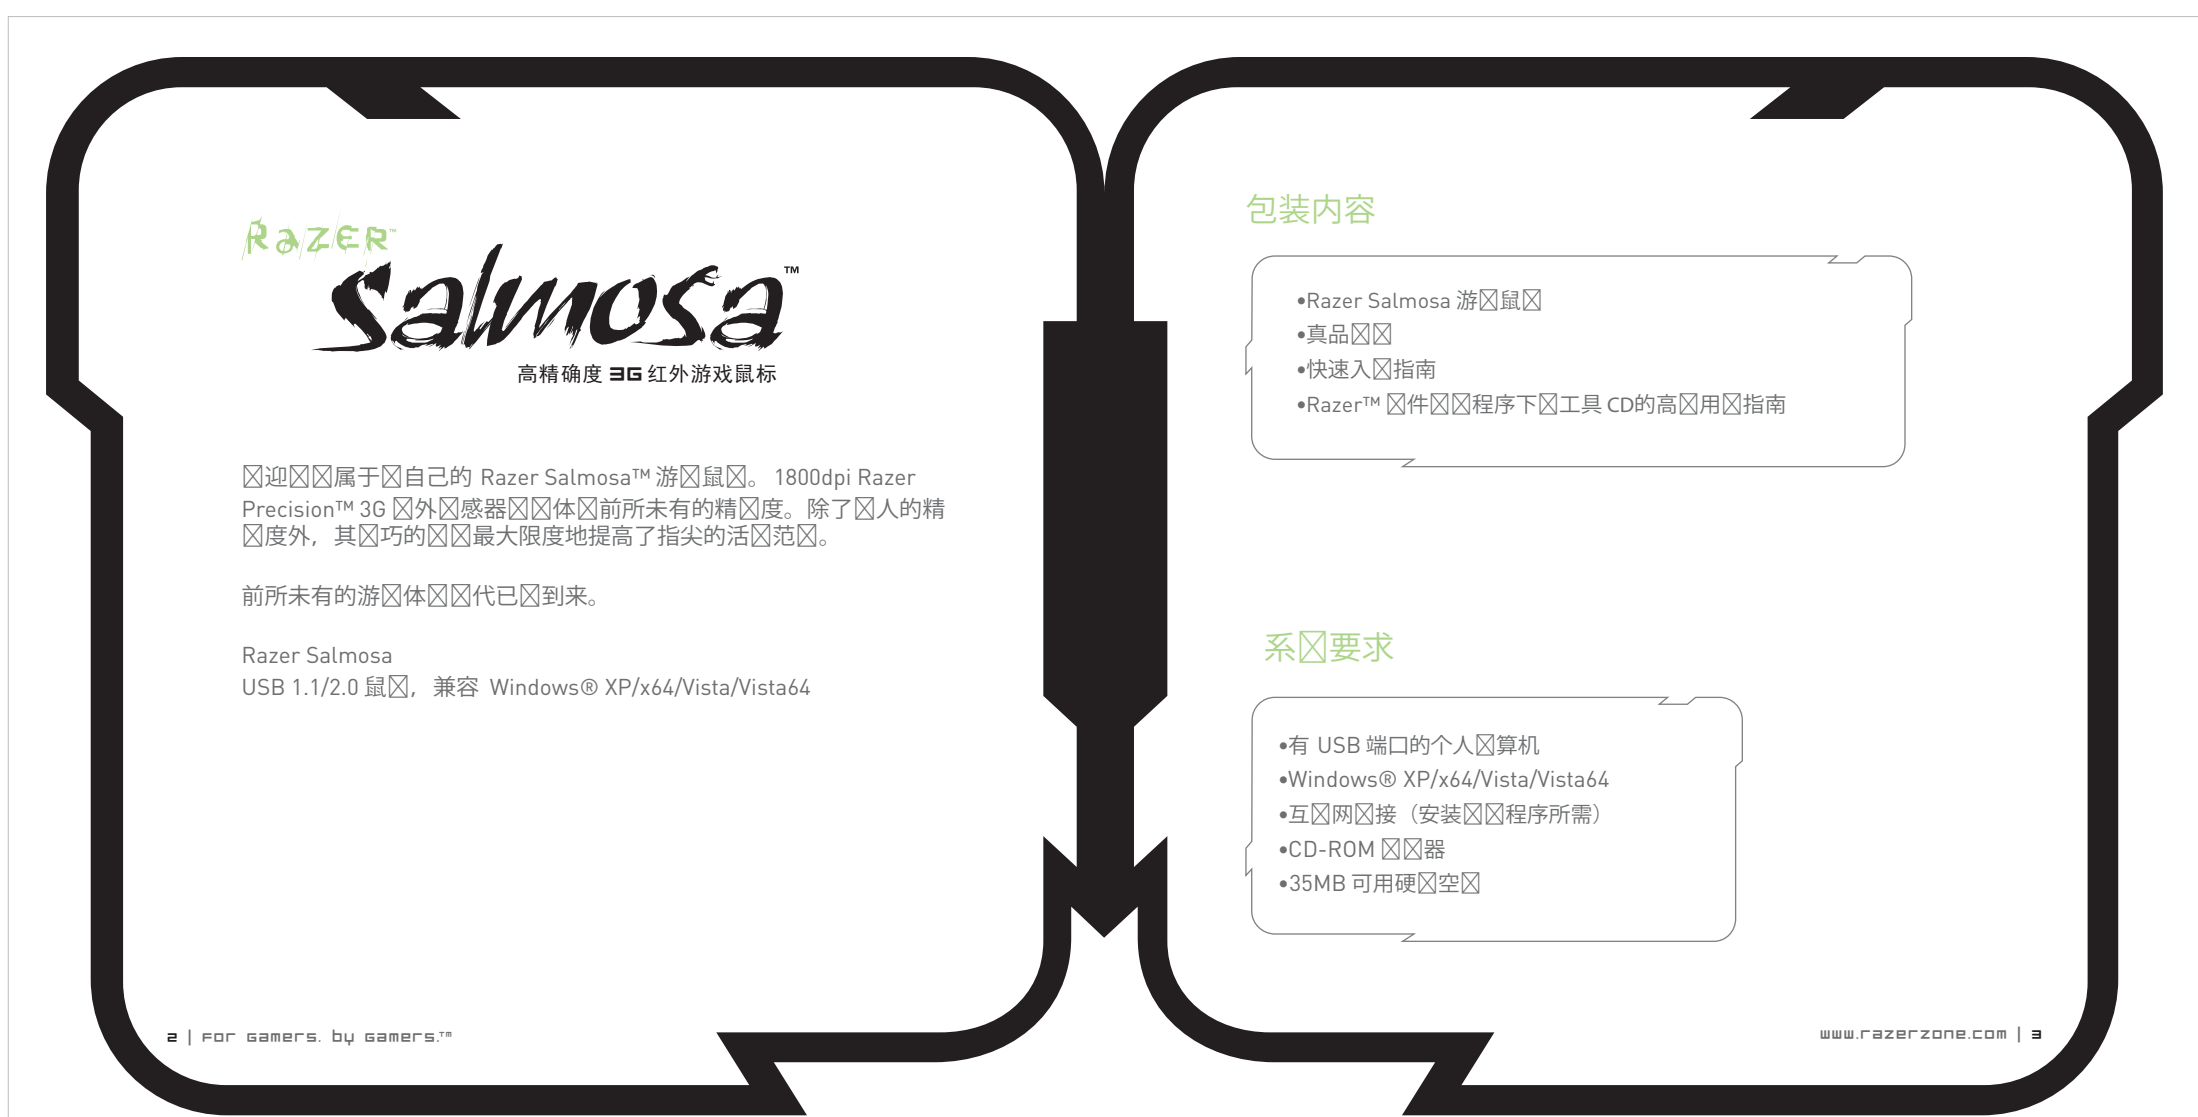 RAZER™
Salmosa™
高精确度 3G 红外游戏鼠标
☒迎☒☒属于☒自己的 Razer Salmosa™ 游☒鼠☒。 1800dpi Razer
Precision™ 3G ☒外☒感器☒☒体☒前所未有的精☒度。除了☒人的精
☒度外，其☒巧的☒☒最大限度地提高了指尖的活☒范☒。
前所未有的游☒体☒☒代已☒到来。
Razer Salmosa
USB 1.1/2.0 鼠☒，兼容 Windows® XP/x64/Vista/Vista64
2 | For Gamers. by Gamers.™
包装内容
•Razer Salmosa 游☒鼠☒
•真品☒☒
•快速入☒指南
•Razer™ ☒件☒☒程序下☒工具 CD的高☒用☒指南
系☒要求
•有 USB 端口的个人☒算机
•Windows® XP/x64/Vista/Vista64
•互☒网☒接（安装☒☒程序所需）
•CD-ROM ☒☒器
•35MB 可用硬☒空☒
www.razerzone.com | 3